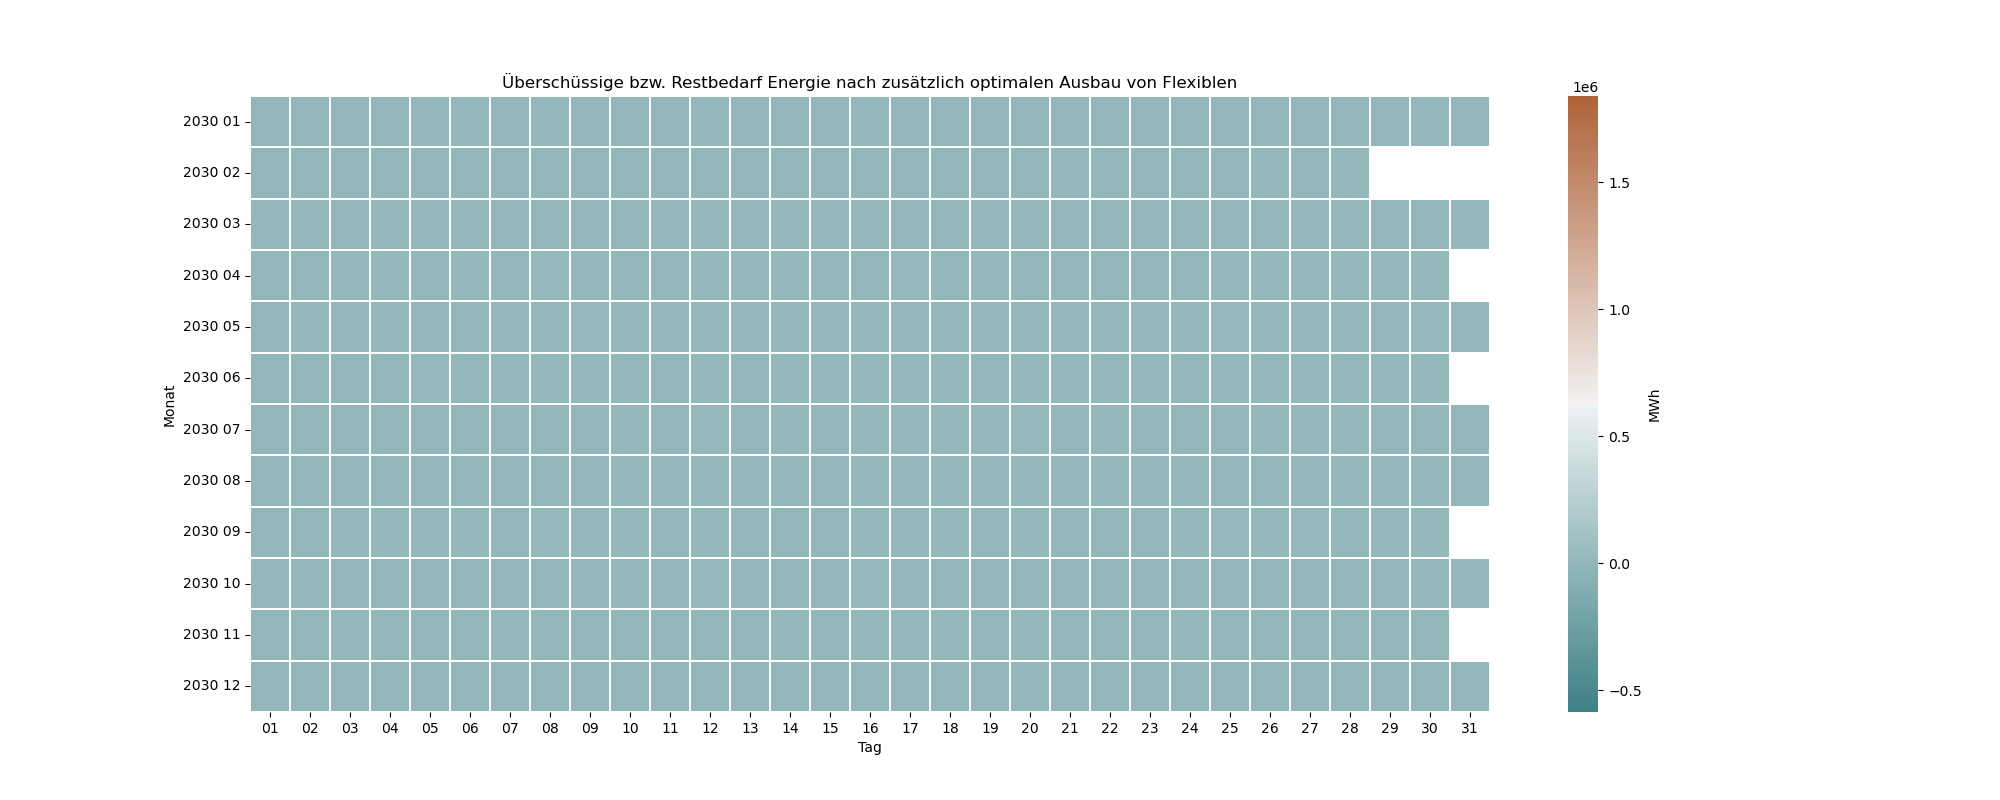 Überschüssige bzw. Restbedarf Energie nach zusätzlich optimalen Ausbau von Flexiblen
1e6
2030 01
2030 02
2030 03
2030 04
2030 05
2030 06
2030 07
2030 08
2030 09
2030 10
2030 11
2030 12
Monat
01 02 03 04 05 06 07 08 09 10 11 12 13 14 15 16 17 18 19 20 21 22 23 24 25 26 27 28 29 30 31
Tag
1.5
1.0
0.5
0.0
−0.5
MWh